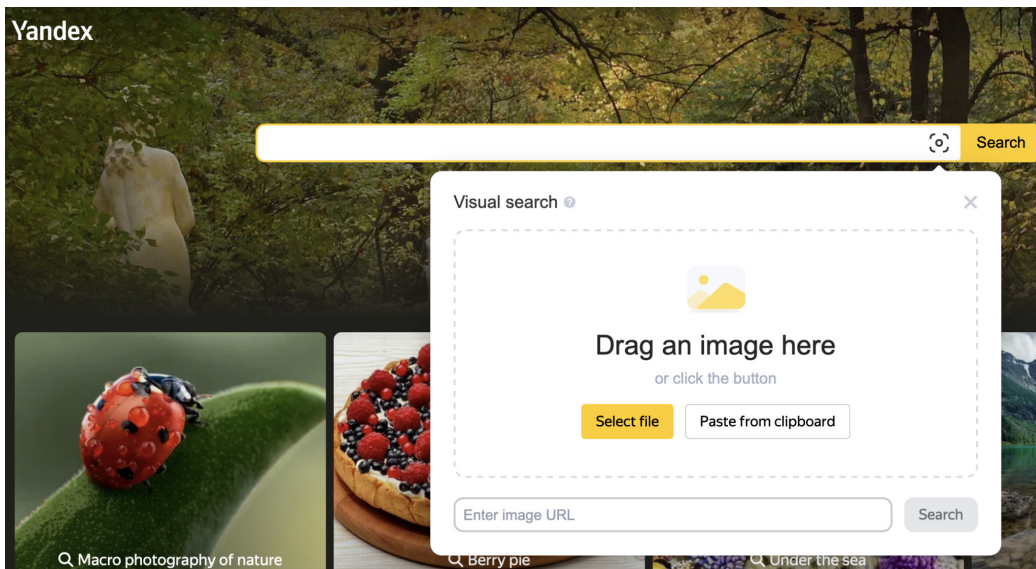 Yandex
Search
Visual search
Drag an image here
or click the button
Select file
Paste from clipboard
Enter image URL
Search
Macro photography of nature
Berry pie
Under the sea